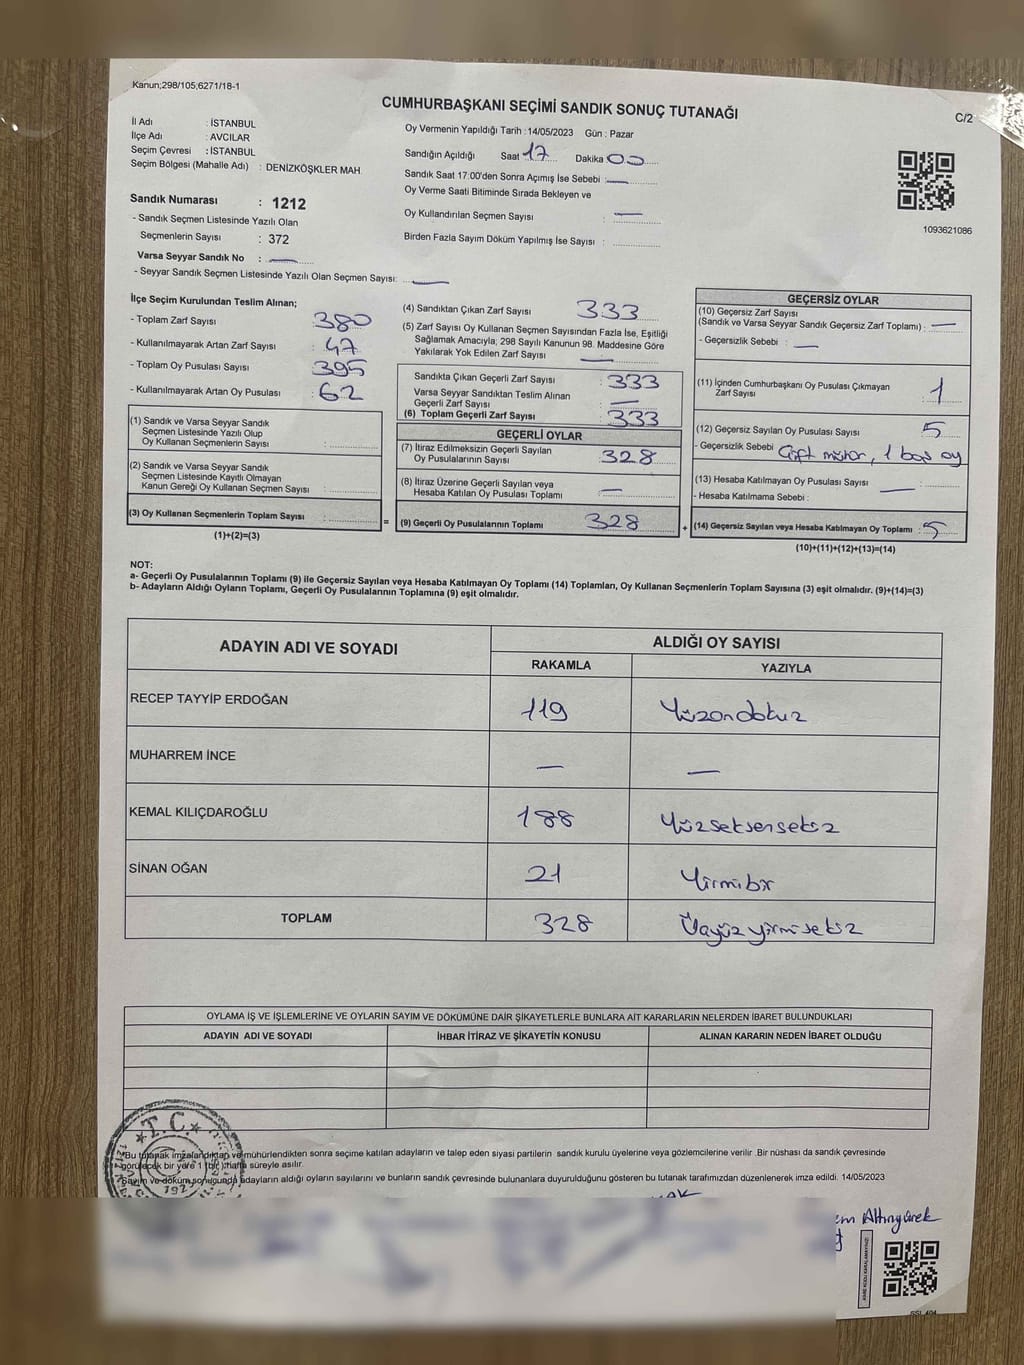 Kanun;298/105;6271/18-1
CUMHURBAŞKANI SEÇİMİ SANDIK SONUÇ TUTANAĞI
C/2
İl Adı : İSTANBUL
İlçe Adı : AVCILAR
Seçim Çevresi : İSTANBUL
Seçim Bölgesi (Mahalle Adı) : DENİZKÖŞKLER MAH
Oy Vermenin Yapıldığı Tarih :14/05/2023 Gün : Pazar
Sandığın Açıldığı Saat 17 Dakika 00
Sandık Saat 17:00'den Sonra Açımış İse Sebebi : —
Oy Verme Saati Bitiminde Sırada Bekleyen ve
Oy Kullandırılan Seçmen Sayısı : —
Birden Fazla Sayım Döküm Yapılmış İse Sayısı :
1093621086
Sandık Numarası : 1212
- Sandık Seçmen Listesinde Yazılı Olan
Seçmenlerin Sayısı : 372
Varsa Seyyar Sandık No : —
- Seyyar Sandık Seçmen Listesinde Yazılı Olan Seçmen Sayısı: —
İlçe Seçim Kurulundan Teslim Alınan;
- Toplam Zarf Sayısı : 380
- Kullanılmayarak Artan Zarf Sayısı : 47
- Toplam Oy Pusulası Sayısı : 395
- Kullanılmayarak Artan Oy Pusulası : 62
(1) Sandık ve Varsa Seyyar Sandık
Seçmen Listesinde Yazılı Olup
Oy Kullanan Seçmenlerin Sayısı :
(2) Sandık ve Varsa Seyyar Sandık
Seçmen Listesinde Kayıtlı Olmayan
Kanun Gereği Oy Kullanan Seçmen Sayısı :
(3) Oy Kullanan Seçmenlerin Toplam Sayısı :
(1)+(2)=(3)
(4) Sandıktan Çıkan Zarf Sayısı : 333
(5) Zarf Sayısı Oy Kullanan Seçmen Sayısından Fazla İse, Eşitliği
Sağlamak Amacıyla; 298 Sayılı Kanunun 98. Maddesine Göre
Yakılarak Yok Edilen Zarf Sayısı : —
Sandıkta Çıkan Geçerli Zarf Sayısı : 333
Varsa Seyyar Sandıktan Teslim Alınan
Geçerli Zarf Sayısı : —
(6) Toplam Geçerli Zarf Sayısı : 333
GEÇERLİ OYLAR
(7) İtiraz Edilmeksizin Geçerli Sayılan
Oy Pusulalarının Sayısı : 328
(8) İtiraz Üzerine Geçerli Sayılan veya
Hesaba Katılan Oy Pusulası Toplamı : —
= (9) Geçerli Oy Pusulalarının Toplamı : 328 +
GEÇERSİZ OYLAR
(10) Geçersiz Zarf Sayısı
(Sandık ve Varsa Seyyar Sandık Geçersiz Zarf Toplamı) : —
- Geçersizlik Sebebi : —
(11) İçinden Cumhurbaşkanı Oy Pusulası Çıkmayan
Zarf Sayısı : 1
(12) Geçersiz Sayılan Oy Pusulası Sayısı : 5
- Geçersizlik Sebebi : Çift mühür, 1 boş oy
(13) Hesaba Katılmayan Oy Pusulası Sayısı : —
- Hesaba Katılmama Sebebi :
(14) Geçersiz Sayılan veya Hesaba Katılmayan Oy Toplamı : 5
(10)+(11)+(12)+(13)=(14)
NOT:
a- Geçerli Oy Pusulalarının Toplamı (9) ile Geçersiz Sayılan veya Hesaba Katılmayan Oy Toplamı (14) Toplamları, Oy Kullanan Seçmenlerin Toplam Sayısına (3) eşit olmalıdır. (9)+(14)=(3)
b- Adayların Aldığı Oyların Toplamı, Geçerli Oy Pusulalarının Toplamına (9) eşit olmalıdır.
ADAYIN ADI VE SOYADI
ALDIĞI OY SAYISI
RAKAMLA YAZIYLA
RECEP TAYYİP ERDOĞAN 119 Yüzondokuz
MUHARREM İNCE — —
KEMAL KILIÇDAROĞLU 188 Yüzseksensekiz
SİNAN OĞAN 21 Yirmibir
TOPLAM 328 Üçyüz yirmi sekiz
OYLAMA İŞ VE İŞLEMLERİNE VE OYLARIN SAYIM VE DÖKÜMÜNE DAİR ŞİKAYETLERLE BUNLARA AİT KARARLARIN NELERDEN İBARET BULUNDUKLARI
ADAYIN ADI VE SOYADI İHBAR İTİRAZ VE ŞİKAYETİN KONUSU ALINAN KARARIN NEDEN İBARET OLDUĞU
T.C.
*Bu tutanak imzalandıktan ve mühürlendikten sonra seçime katılan adayların ve talep eden siyasi partilerin sandık kurulu üyelerine veya gözlemcilerine verilir. Bir nüshası da sandık çevresinde
görülecek bir yere 1 (bir) hafta süreyle asılır.
*Sayım ve döküm sonucunda adayların aldığı oyların sayılarını ve bunların sandık çevresinde bulunanlara duyurulduğunu gösteren bu tutanak tarafımızdan düzenlenerek imza edildi. 14/05/2023